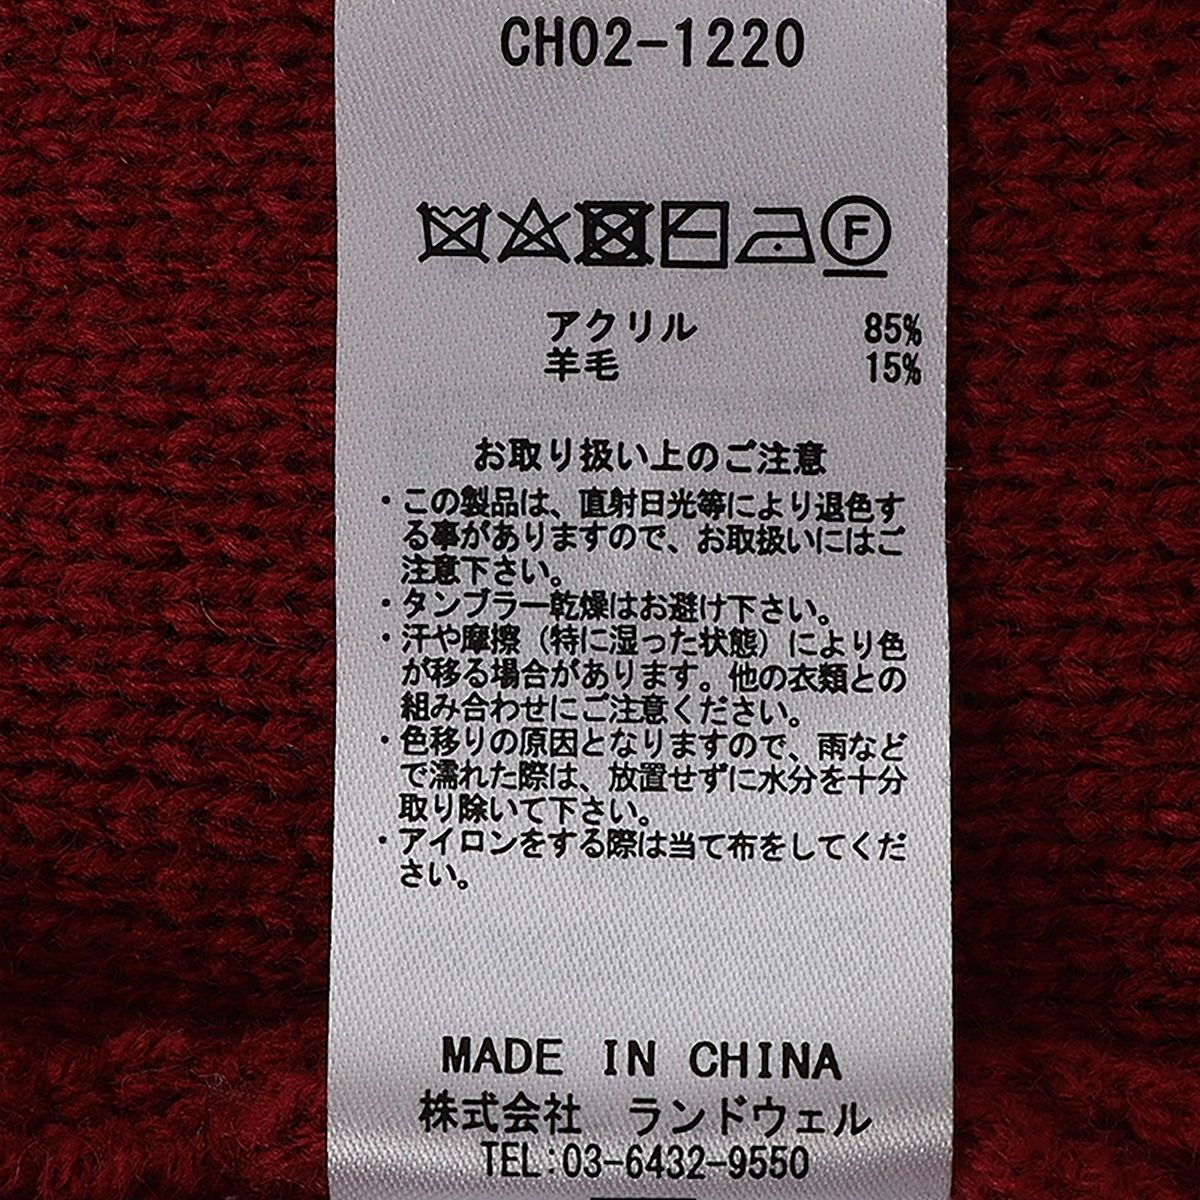 CH02-1220
F
アクリル 85%
羊毛 15%
お取り扱い上のご注意
・この製品は、直射日光等により退色す
る事がありますので、お取扱いにはご
注意下さい。
・タンブラー乾燥はお避け下さい。
・汗や摩擦（特に湿った状態）により色
が移る場合があります。他の衣類との
組み合わせにご注意ください。
・色移りの原因となりますので、雨など
で濡れた際は、放置せずに水分を十分
取り除いて下さい。
・アイロンをする際は当て布をしてくだ
さい。
MADE IN CHINA
株式会社 ランドウェル
TEL:03-6432-9550